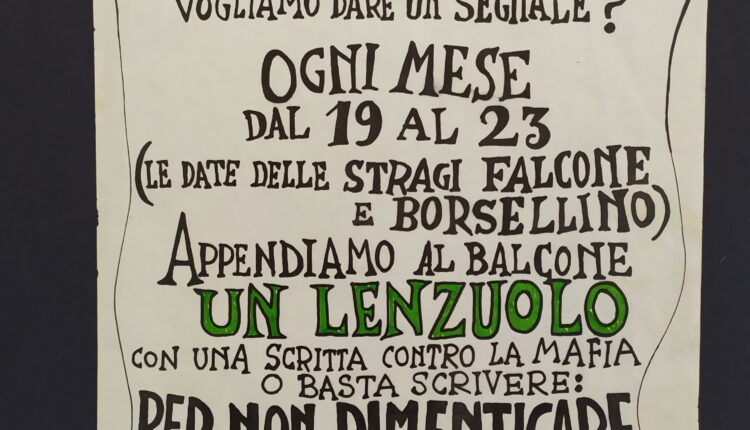 VOGLIAMO DARE UN SEGNALE?
OGNI MESE
DAL 19 AL 23
(LE DATE DELLE STRAGI FALCONE
E BORSELLINO)
APPENDIAMO AL BALCONE
UN LENZUOLO
CON UNA SCRITTA CONTRO LA MAFIA
O BASTA SCRIVERE:
PER NON DIMENTICARE